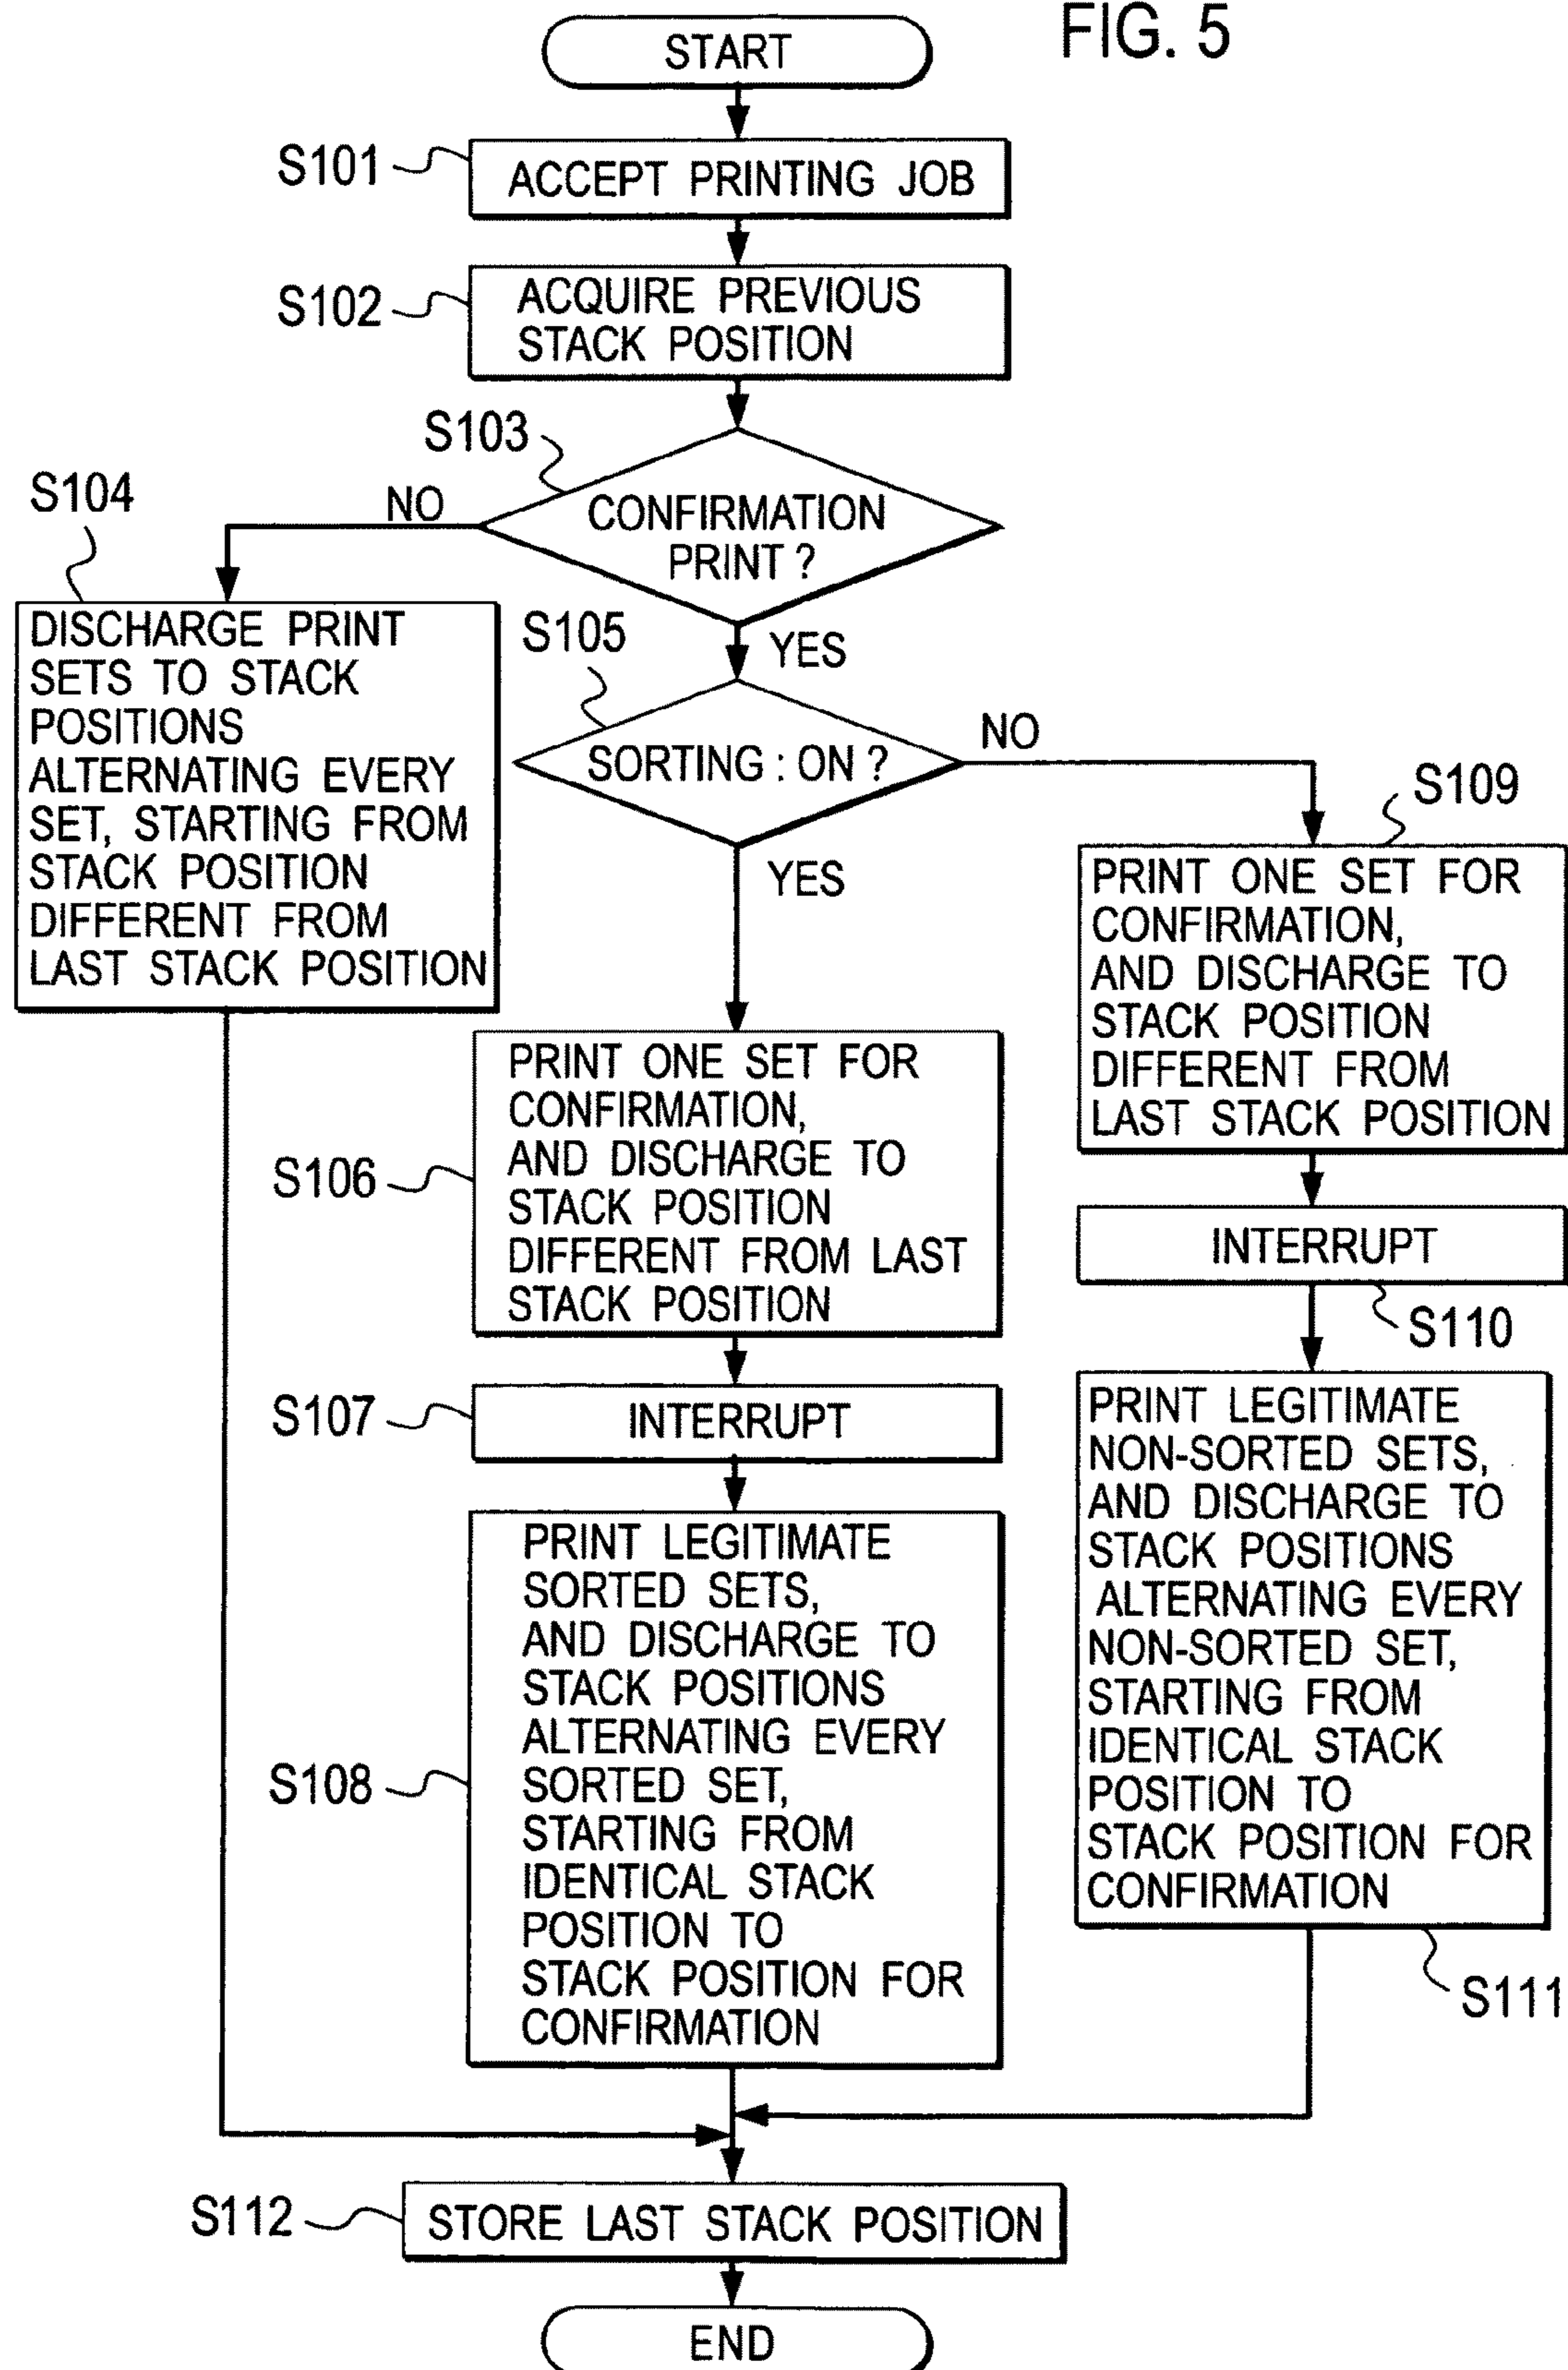 FIG. 5
START
S101
ACCEPT PRINTING JOB
S102
ACQUIRE PREVIOUS
STACK POSITION
S103
CONFIRMATION
PRINT ?
NO
YES
S104
DISCHARGE PRINT
SETS TO STACK
POSITIONS
ALTERNATING EVERY
SET, STARTING FROM
STACK POSITION
DIFFERENT FROM
LAST STACK POSITION
S105
SORTING : ON ?
NO
YES
S106
PRINT ONE SET FOR
CONFIRMATION,
AND DISCHARGE TO
STACK POSITION
DIFFERENT FROM LAST
STACK POSITION
S107
INTERRUPT
S108
PRINT LEGITIMATE
SORTED SETS,
AND DISCHARGE TO
STACK POSITIONS
ALTERNATING EVERY
SORTED SET,
STARTING FROM
IDENTICAL STACK
POSITION TO
STACK POSITION FOR
CONFIRMATION
S109
PRINT ONE SET FOR
CONFIRMATION,
AND DISCHARGE TO
STACK POSITION
DIFFERENT FROM
LAST STACK POSITION
INTERRUPT
S110
PRINT LEGITIMATE
NON-SORTED SETS,
AND DISCHARGE TO
STACK POSITIONS
ALTERNATING EVERY
NON-SORTED SET,
STARTING FROM
IDENTICAL STACK
POSITION TO
STACK POSITION FOR
CONFIRMATION
S111
S112
STORE LAST STACK POSITION
END